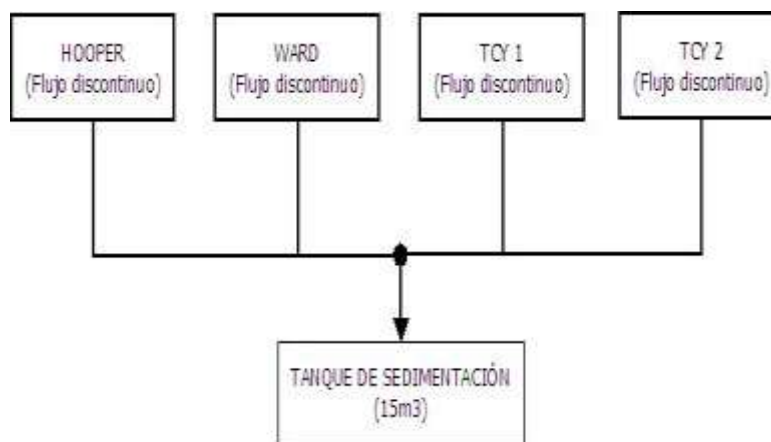 HOOPER
(Flujo discontinuo)
WARD
(Flujo discontinuo)
TCY 1
(Flujo discontinuo)
TCY 2
(Flujo discontinuo)
TANQUE DE SEDIMENTACIÓN
(15m3)